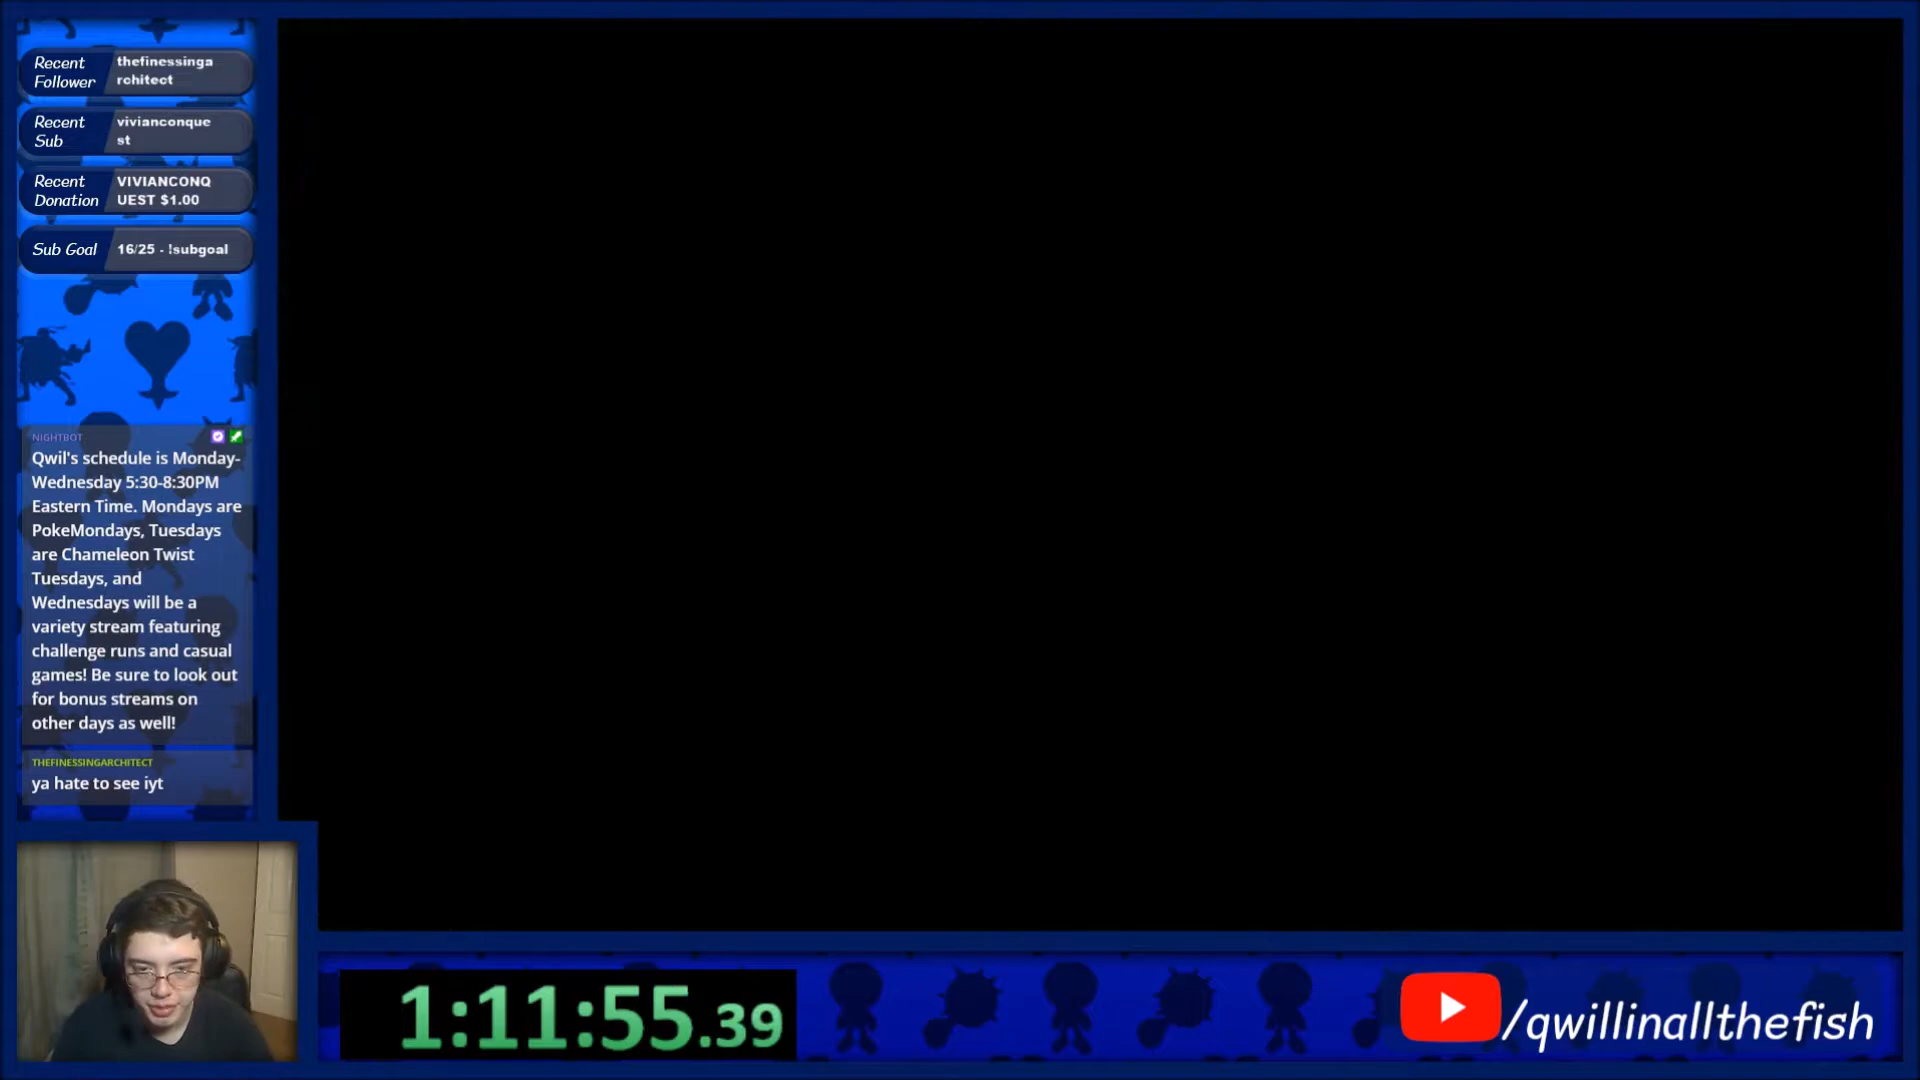 Recent
Follower
thefinessinga
rchitect
Recent
Sub
vivianconque
st
Recent
Donation
VIVIANCONQ
UEST $1.00
Sub Goal
16/25 - !subgoal
NIGHTBOT
Qwil's schedule is Monday-
Wednesday 5:30-8:30PM
Eastern Time. Mondays are
PokeMondays, Tuesdays
are Chameleon Twist
Tuesdays, and
Wednesdays will be a
variety stream featuring
challenge runs and casual
games! Be sure to look out
for bonus streams on
other days as well!
THEFINESSINGARCHITECT
ya hate to see iyt
1:11:55.39
/qwillinallthefish